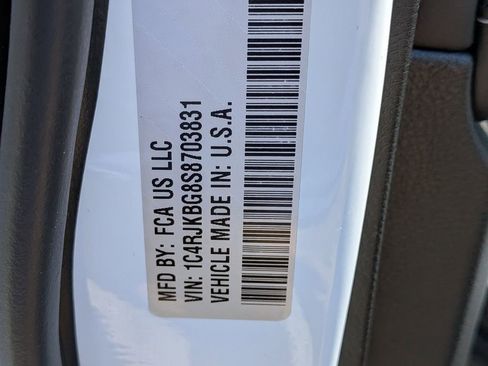 MFD BY: FCA US LLC
VIN: 1C4RJKBG8S8703831
VEHICLE MADE IN: U.S.A.